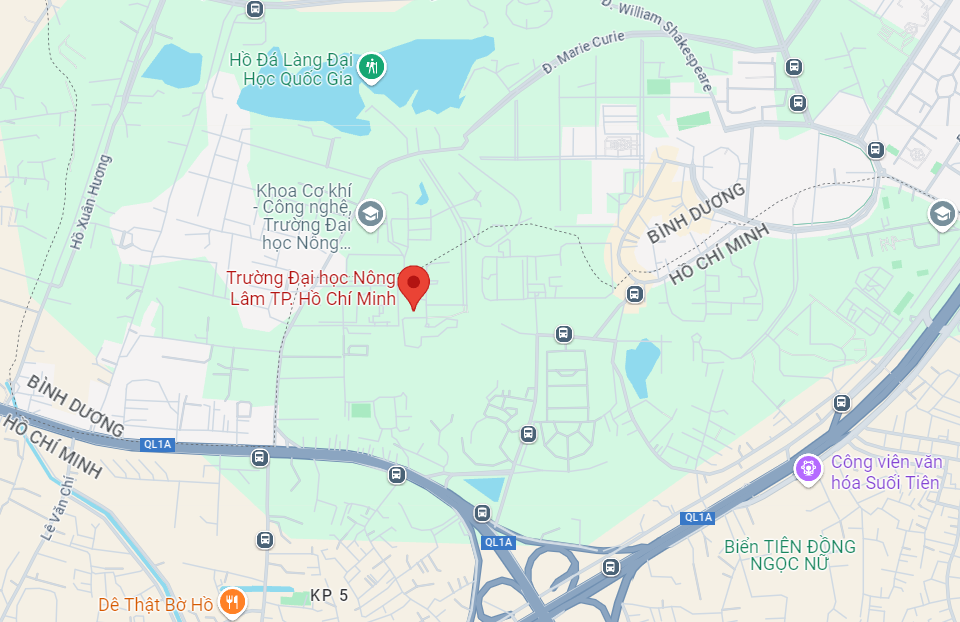 Đ. William Shakespeare
Đ. Marie Curie
Hồ Đá Làng Đại
Học Quốc Gia
Hồ Xuân Hương
Khoa Cơ khí
- Công nghệ,
Trường Đại
học Nông...
BÌNH DƯƠNG
HỒ CHÍ MINH
Trường Đại học Nông
Lâm TP. Hồ Chí Minh
BÌNH DƯƠNG
HỒ CHÍ MINH
QL1A
Công viên văn
hóa Suối Tiên
Lê Văn Chí
QL1A
QL1A
Biển TIÊN ĐỒNG
NGỌC NỮ
Dê Thật Bờ Hồ
KP 5